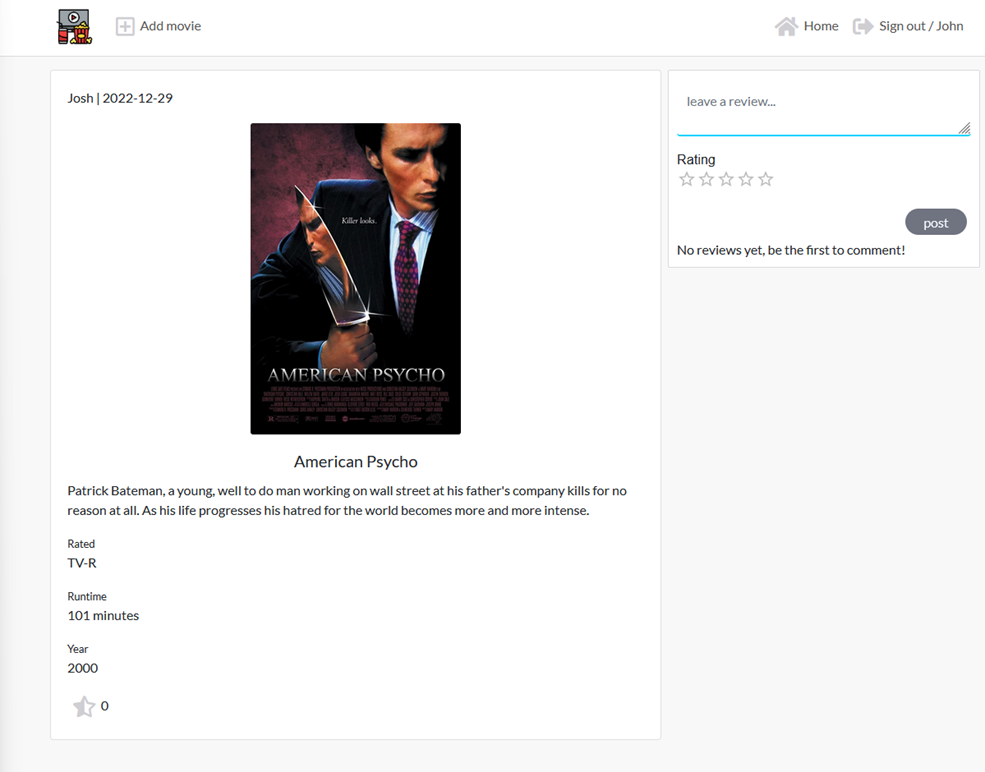 Add movie
Home
Sign out / John
Josh | 2022-12-29
Killer looks.
AMERICAN PSYCHO
American Psycho
Patrick Bateman, a young, well to do man working on wall street at his father's company kills for no
reason at all. As his life progresses his hatred for the world becomes more and more intense.
Rated
TV-R
Runtime
101 minutes
Year
2000
0
leave a review...
Rating
post
No reviews yet, be the first to comment!